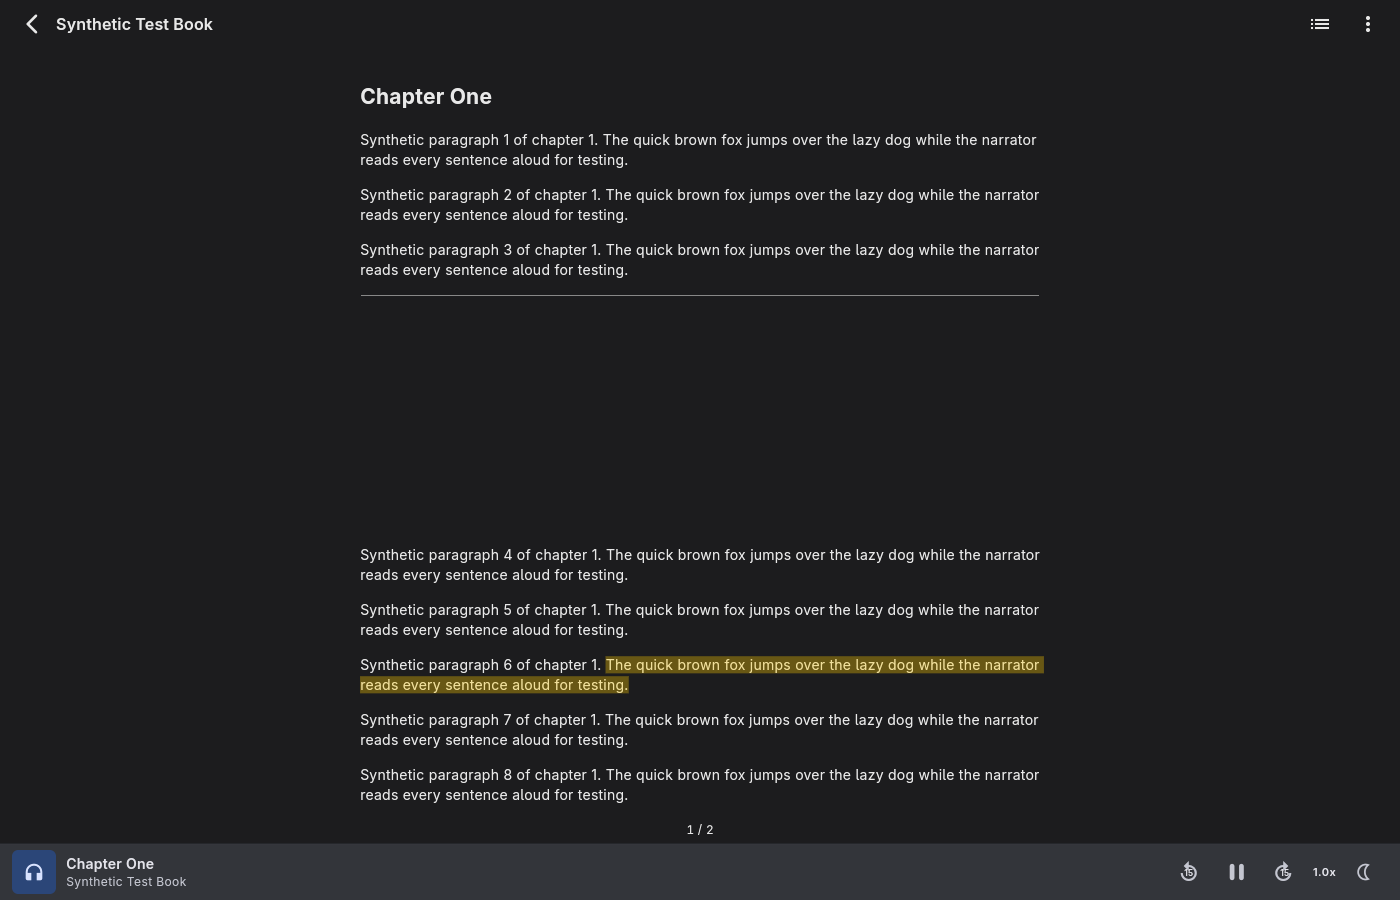 Synthetic Test Book
Chapter One
Synthetic paragraph 1 of chapter 1. The quick brown fox jumps over the lazy dog while the narrator
reads every sentence aloud for testing.
Synthetic paragraph 2 of chapter 1. The quick brown fox jumps over the lazy dog while the narrator
reads every sentence aloud for testing.
Synthetic paragraph 3 of chapter 1. The quick brown fox jumps over the lazy dog while the narrator
reads every sentence aloud for testing.
Synthetic paragraph 4 of chapter 1. The quick brown fox jumps over the lazy dog while the narrator
reads every sentence aloud for testing.
Synthetic paragraph 5 of chapter 1. The quick brown fox jumps over the lazy dog while the narrator
reads every sentence aloud for testing.
Synthetic paragraph 6 of chapter 1. The quick brown fox jumps over the lazy dog while the narrator
reads every sentence aloud for testing.
Synthetic paragraph 7 of chapter 1. The quick brown fox jumps over the lazy dog while the narrator
reads every sentence aloud for testing.
Synthetic paragraph 8 of chapter 1. The quick brown fox jumps over the lazy dog while the narrator
reads every sentence aloud for testing.
1 / 2
Chapter One
Synthetic Test Book
15
15
1.0x